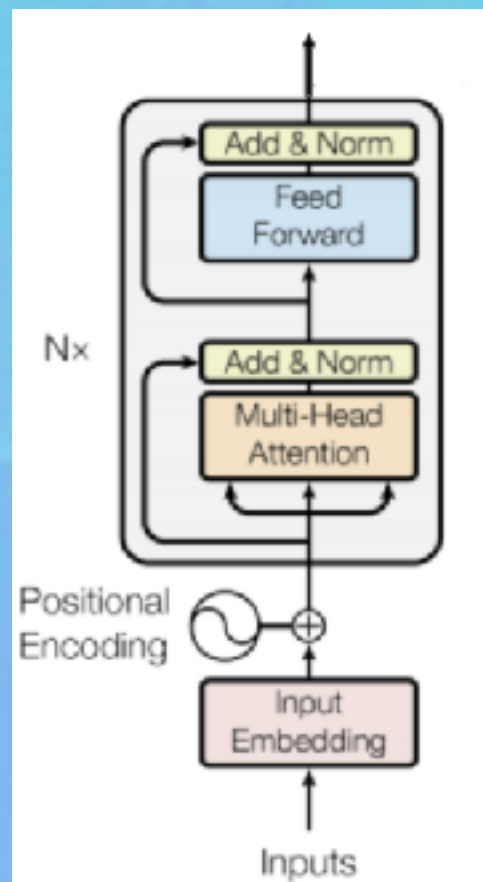 Add & Norm
Feed
Forward
Nx
Add & Norm
Multi-Head
Attention
Positional
Encoding
Input
Embedding
Inputs